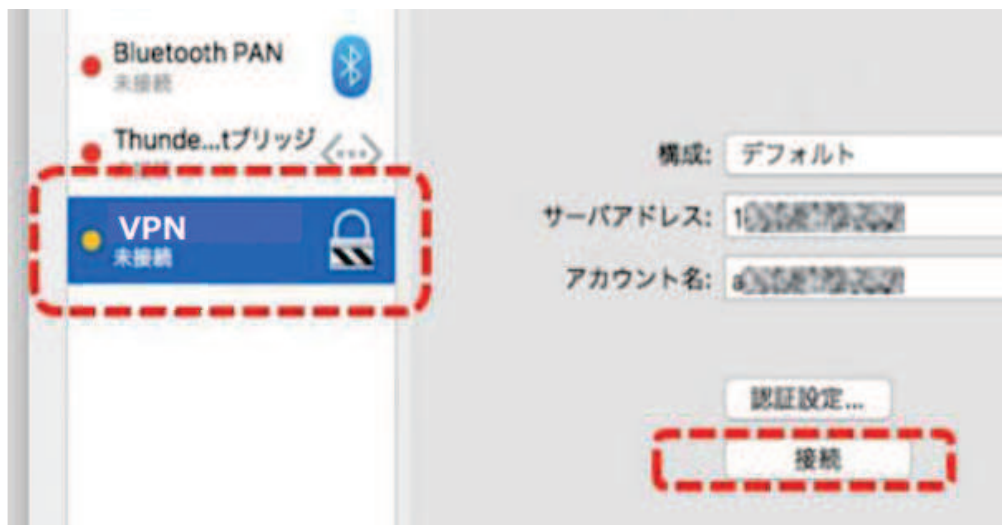 Bluetooth PAN
未接続
Thunde...tブリッジ
VPN
未接続
構成: デフォルト
サーバアドレス: 1
アカウント名: a
認証設定...
接続